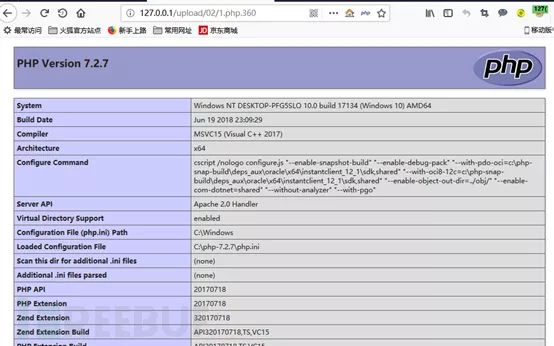 127.0.0.1/upload/02/1.php.360
php
127(
最常访问 火狐官方站点 新手上路 常用网址 JD 京东商城
移动版书
PHP Version 7.2.7
php
System Windows NT DESKTOP-PFG5SLO 10.0 build 17134 (Windows 10) AMD64
Build Date Jun 19 2018 23:09:29
Compiler MSVC15 (Visual C++ 2017)
Architecture x64
Configure Command cscript /nologo configure.js "--enable-snapshot-build" "--enable-debug-pack" "--with-pdo-oci=c:\php-
snap-build\deps_aux\oracle\x64\instantclient_12_1\sdk,shared" "--with-oci8-12c=c:\php-snap-
build\deps_aux\oracle\x64\instantclient_12_1\sdk,shared" "--enable-object-out-dir=../obj/" "--enable-
com-dotnet=shared" "--without-analyzer" "--with-pgo"
Server API Apache 2.0 Handler
Virtual Directory Support enabled
Configuration File (php.ini) Path C:\Windows
Loaded Configuration File C:\php-7.2.7\php.ini
Scan this dir for additional .ini files (none)
Additional .ini files parsed (none)
PHP API 20170718
PHP Extension 20170718
Zend Extension 320170718
Zend Extension Build API320170718,TS,VC15
PHP Extension Build API20170718,TS,VC15